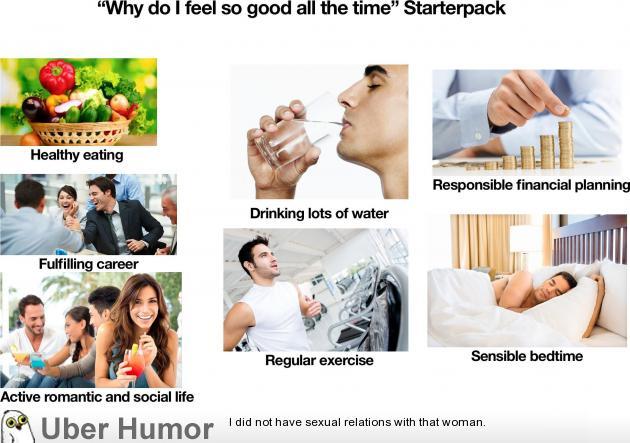 “Why do I feel so good all the time” Starterpack
Healthy eating
Drinking lots of water
Responsible financial planning
Fulfilling career
Regular exercise
Sensible bedtime
Active romantic and social life
Uber Humor
I did not have sexual relations with that woman.